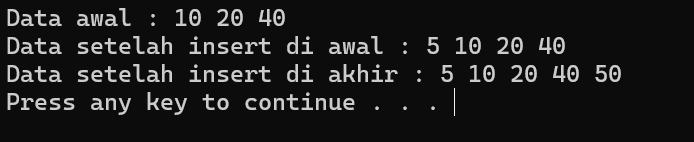 Data awal : 10 20 40
Data setelah insert di awal : 5 10 20 40
Data setelah insert di akhir : 5 10 20 40 50
Press any key to continue . . .